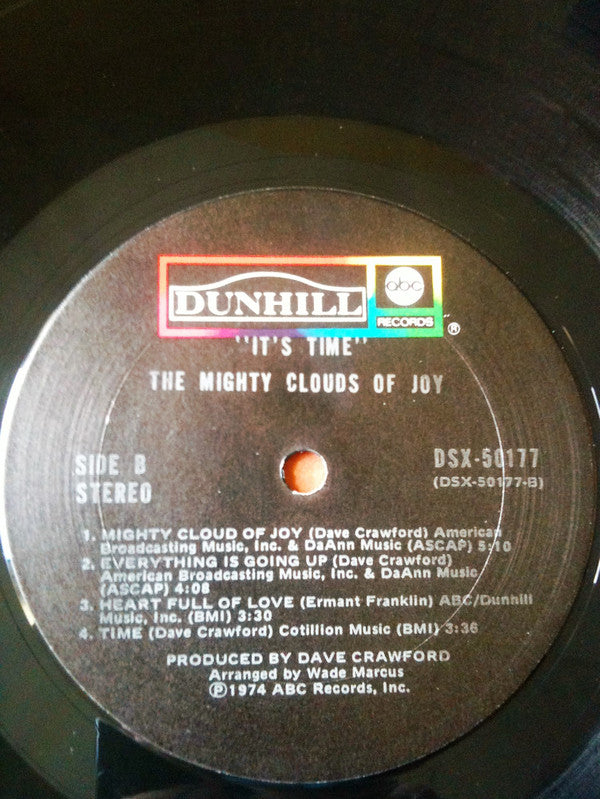 DUNHILL
abc
RECORDS
®
"IT'S TIME"
THE MIGHTY CLOUDS OF JOY
SIDE B
STEREO
DSX-50177
(DSX-50177-B)
1. MIGHTY CLOUD OF JOY (Dave Crawford) American
Broadcasting Music, Inc. & DaAnn Music (ASCAP) 5:10
2. EVERYTHING IS GOING UP (Dave Crawford)
American Broadcasting Music, Inc. & DaAnn Music
(ASCAP) 4:08
3. HEART FULL OF LOVE (Ermant Franklin) ABC/Dunhill
Music, Inc. (BMI) 3:30
4. TIME (Dave Crawford) Cotillion Music (BMI) 3:36
PRODUCED BY DAVE CRAWFORD
Arranged by Wade Marcus
℗1974 ABC Records, Inc.